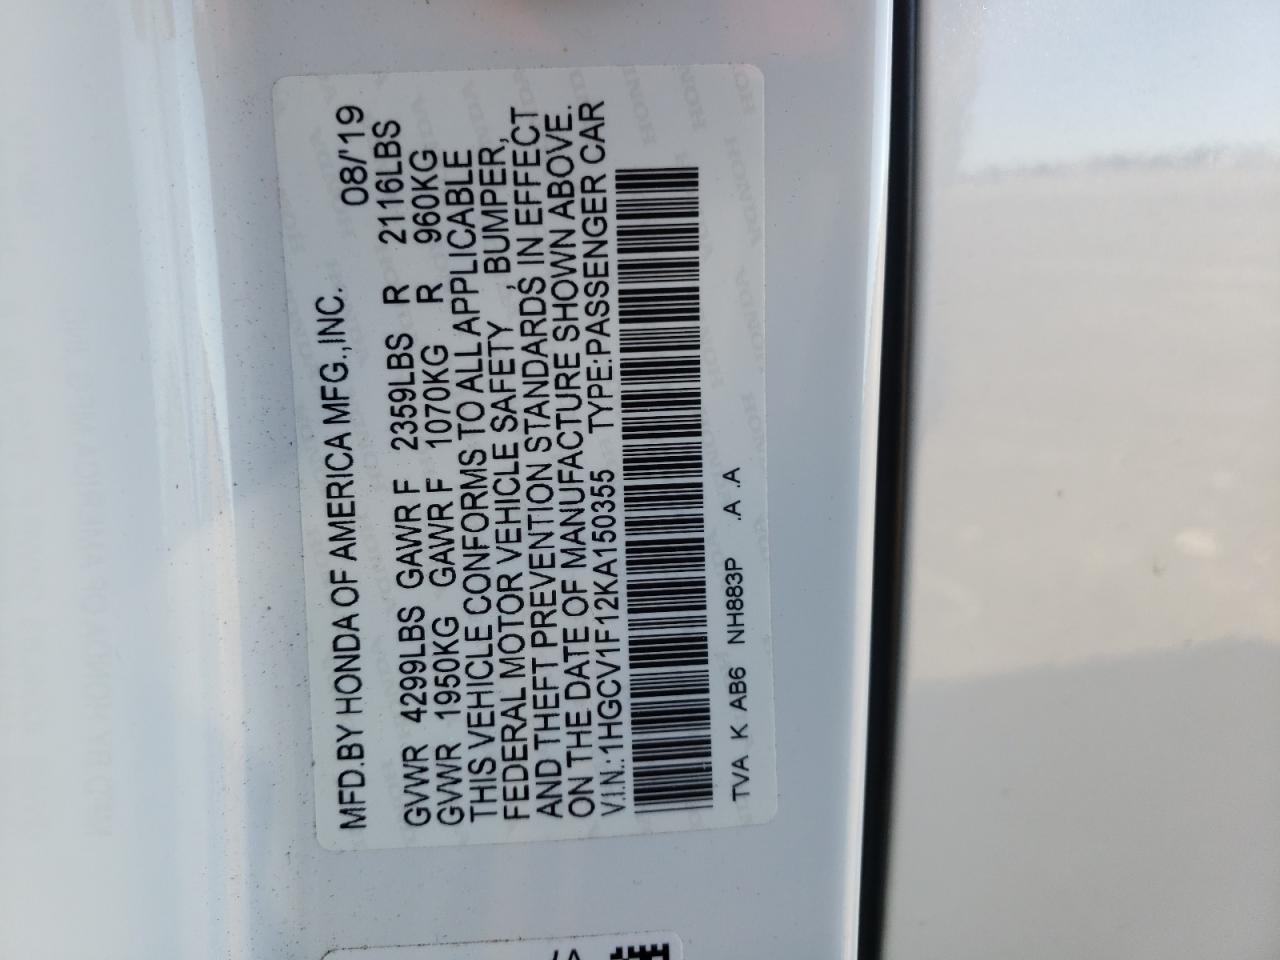 MFD.BY HONDA OF AMERICA MFG.,INC. 08/'19
GVWR 4299LBS GAWR F 2359LBS R 2116LBS
GVWR 1950KG GAWR F 1070KG R 960KG
THIS VEHICLE CONFORMS TO ALL APPLICABLE
FEDERAL MOTOR VEHICLE SAFETY , BUMPER,
AND THEFT PREVENTION STANDARDS IN EFFECT
ON THE DATE OF MANUFACTURE SHOWN ABOVE.
V.I.N.:1HGCV1F12KA150355 TYPE:PASSENGER CAR
TVA K AB6 NH883P .A .A